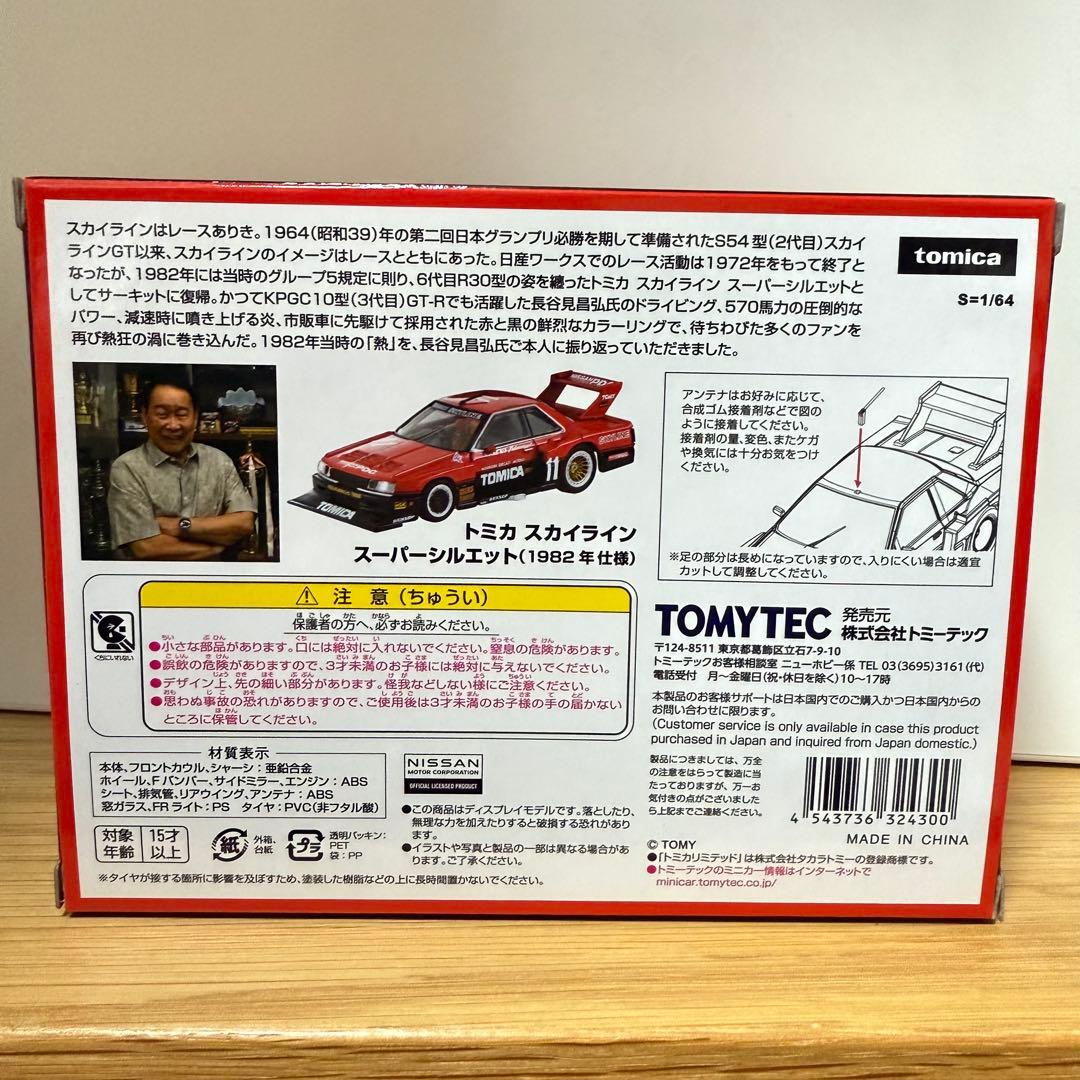 スカイラインはレースありき。1964(昭和39)年の第二回日本グランプリ必勝を期して準備されたS54型(2代目)スカイ
ラインGT以来、スカイラインのイメージはレースとともにあった。日産ワークスでのレース活動は1972年をもって終了と
なったが、1982年には当時のグループ5規定に則り、6代目R30型の姿を纏ったトミカ スカイライン スーパーシルエットと
してサーキットに復帰。かつてKPGC10型(3代目)GT-Rでも活躍した長谷見昌弘氏のドライビング、570馬力の圧倒的な
パワー、減速時に噴き上げる炎、市販車に先駆けて採用された赤と黒の鮮烈なカラーリングで、待ちわびた多くのファンを
再び熱狂の渦に巻き込んだ。1982年当時の「熱」を、長谷見昌弘氏ご本人に振り返っていただきました。
tomica
S=1/64
TOMY
SKYLINE
TOMICA
11
TOMICA
トミカ スカイライン
スーパーシルエット(1982年仕様)
アンテナはお好みに応じて、
合成ゴム接着剤などで図の
ように接着してください。
接着剤の量、変色、またケガ
や換気には十分お気をつけ
ください。
※足の部分は長めになっていますので、入りにくい場合は適宜
カットして調整してください。
くちにいれない
⚠ 注 意(ちゅうい)
保護者の方へ、必ずお読みください。
●小さな部品があります。口には絶対に入れないでください。窒息の危険があります。
●誤飲の危険がありますので、3才未満のお子様には絶対に与えないでください。
●デザイン上、先の細い部分があります。怪我などしない様にご注意ください。
●思わぬ事故の恐れがありますので、ご使用後は3才未満のお子様の手の届かない
ところに保管してください。
TOMYTEC 発売元 株式会社トミーテック
〒124-8511 東京都葛飾区立石7-9-10
トミーテックお客様相談室 ニューホビー係 TEL 03(3695)3161(代)
電話受付 月〜金曜日(祝・休日を除く)10〜17時
本製品のお客様サポートは日本国内でのご購入かつ日本国内からの
お問い合わせに限ります。
(Customer service is only available in case this product
purchased in Japan and inquired from Japan domestic.)
製品につきましては、万全
の注意をはらって製造に当
たっておりますが、万一お
気付きの点がございました
ら上記までご連絡ください。
4 543736 324300
MADE IN CHINA
材質表示
本体、フロントカウル、シャーシ：亜鉛合金
ホイール、Fバンパー、サイドミラー、エンジン：ABS
シート、排気管、リアウイング、アンテナ：ABS
窓ガラス、FRライト：PS タイヤ：PVC(非フタル酸)
NISSAN
MOTOR CORPORATION
OFFICIAL LICENSED PRODUCT
●この商品はディスプレイモデルです。落としたり、
無理な力を加えたりすると破損する恐れがあり
ます。
●イラストや写真と製品の一部は異なる場合があ
ります。ご了承ください。
対象年齢 15才以上
紙 外箱、台紙
プラ 透明パッキン：PET 袋：PP
※タイヤが接する箇所に影響を及ぼすため、塗装した樹脂などの上に長時間置かないでください。
© TOMY
●「トミカリミテッド」は株式会社タカラトミーの登録商標です。
●トミーテックのミニカー情報はインターネットで
minicar.tomytec.co.jp/